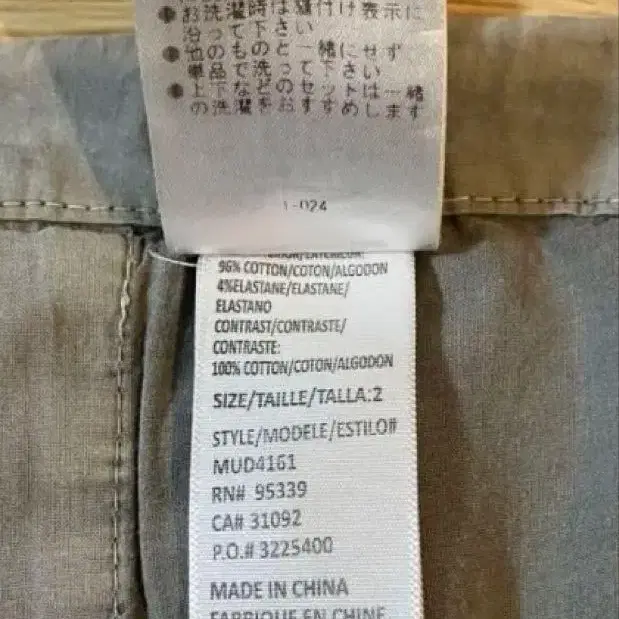 ● お洗濯時は縫付け表示に
沿って下さい
● 他のものと一緒にせず
単品で洗って下さい
● 上下などのセットは一緒
の洗濯をおすすめします
1-024
96% COTTON/COTON/ALGODON
4%ELASTANE/ELASTANE/
ELASTANO
CONTRAST/CONTRASTE/
CONTRASTE:
100% COTTON/COTON/ALGODON
SIZE/TAILLE/TALLA:2
STYLE/MODELE/ESTILO#
MUD4161
RN# 95339
CA# 31092
P.O.# 3225400
MADE IN CHINA
FABRIQUE EN CHINE